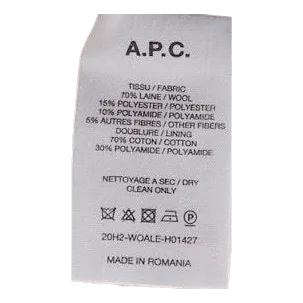 A.P.C.
TISSU / FABRIC
70% LAINE / WOOL
15% POLYESTER / POLYESTER
10% POLYAMIDE / POLYAMIDE
5% AUTRES FIBRES / OTHER FIBERS
DOUBLURE / LINING
70% COTON / COTTON
30% POLYAMIDE / POLYAMIDE
NETTOYAGE A SEC / DRY
CLEAN ONLY
P
20H2-WOALE-H01427
MADE IN ROMANIA